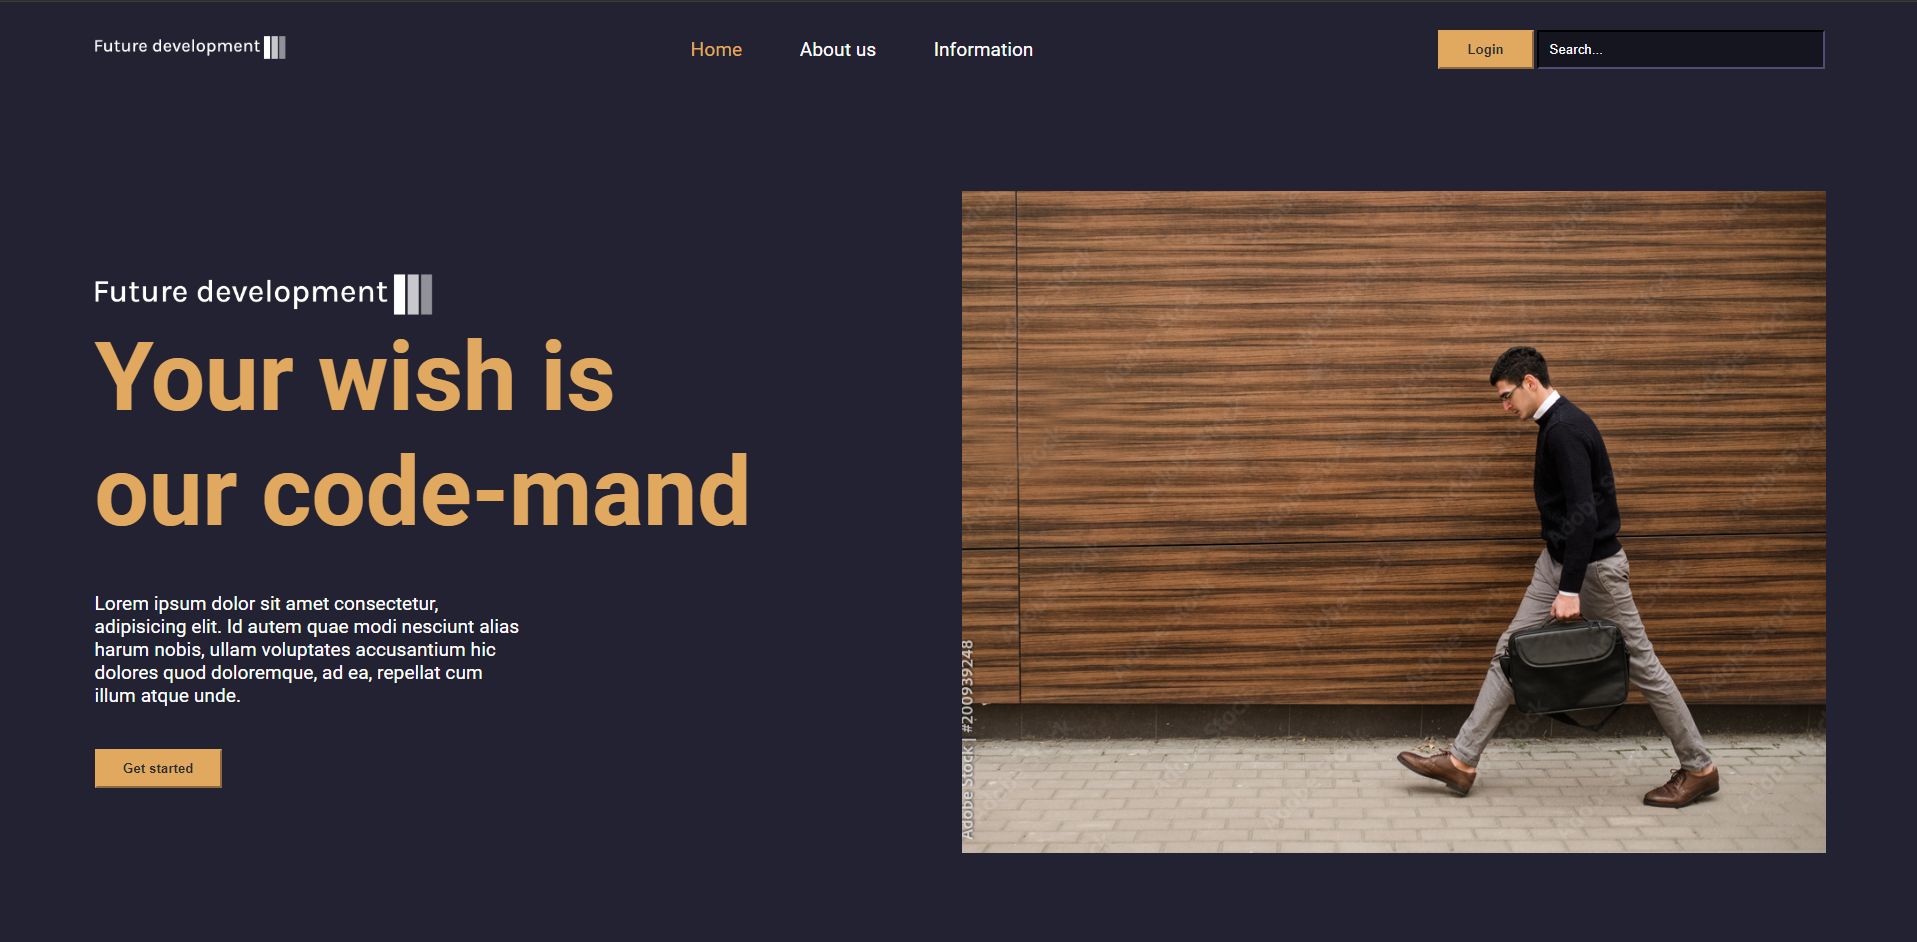 Future development
Home About us Information
Login Search...
Future development
Your wish is
our code-mand
Lorem ipsum dolor sit amet consectetur,
adipisicing elit. Id autem quae modi nesciunt alias
harum nobis, ullam voluptates accusantium hic
dolores quod doloremque, ad ea, repellat cum
illum atque unde.
Get started
Adobe Stock | #200939248